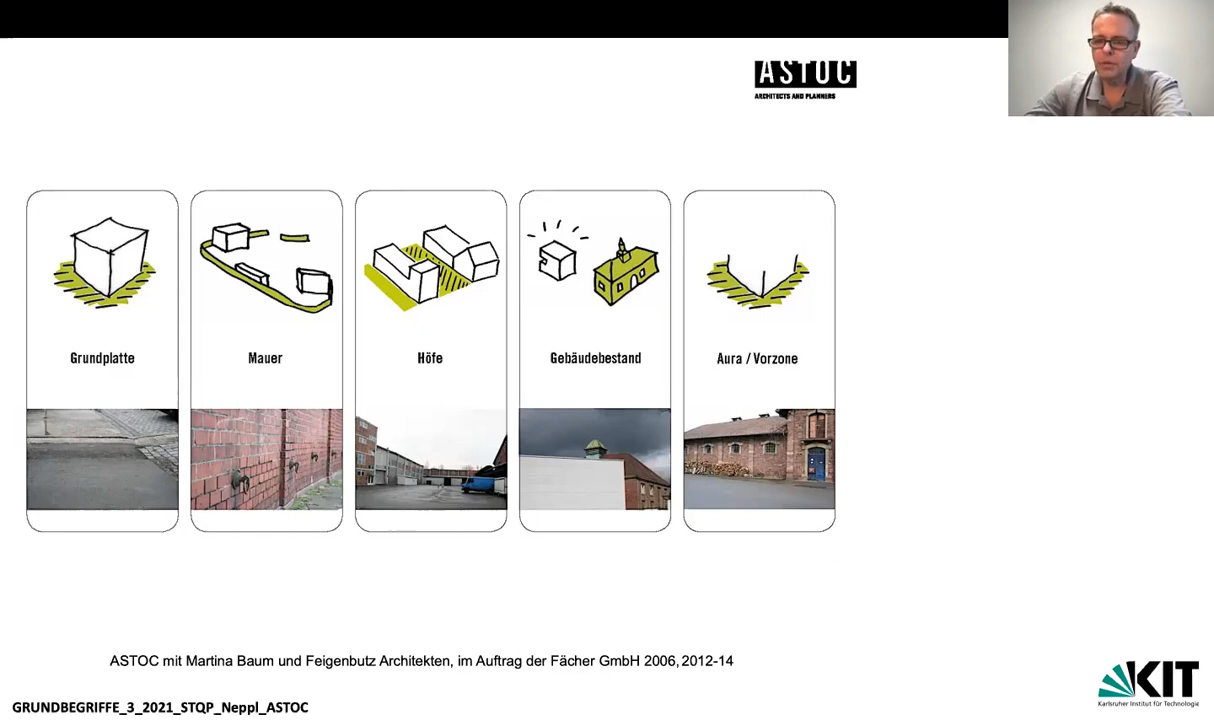 ASTOC
ARCHITECTS AND PLANNERS
Grundplatte
Mauer
Höfe
Gebäudebestand
Aura / Vorzone
ASTOC mit Martina Baum und Feigenbutz Architekten, im Auftrag der Fächer GmbH 2006, 2012-14
KIT
Karlsruher Institut für Technologie
GRUNDBEGRIFFE_3_2021_STQP_Neppl_ASTOC